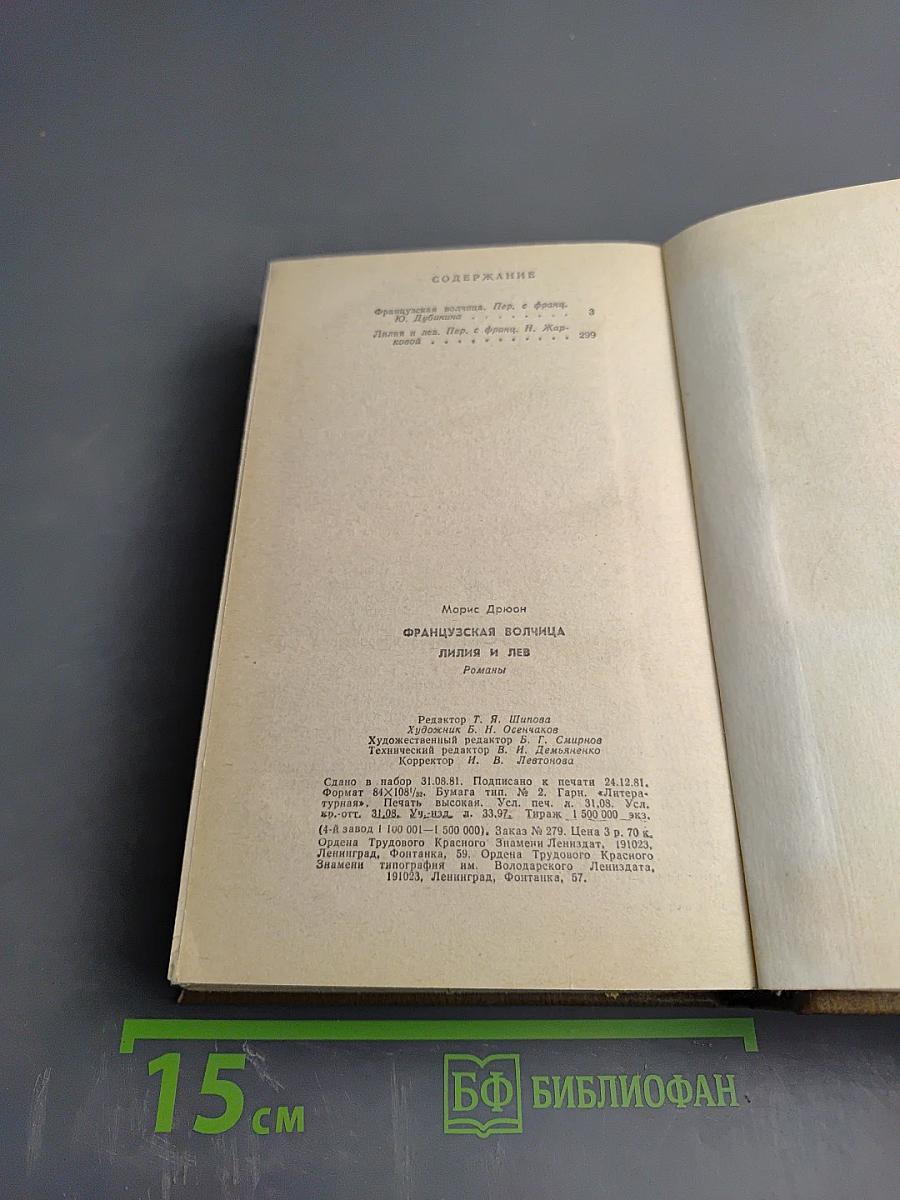 СОДЕРЖАНИЕ
Французская волчица. Пер. с франц.
Ю. Дубинина . . . . . . . . 3
Лилия и лев. Пер. с франц. Н. Жар-
ковой . . . . . . . . . . . 299
Морис Дрюон
ФРАНЦУЗСКАЯ ВОЛЧИЦА
ЛИЛИЯ И ЛЕВ
Романы
Редактор Т. Я. Шипова
Художник Б. Н. Осенчаков
Художественный редактор Б. Г. Смирнов
Технический редактор В. И. Демьяненко
Корректор И. В. Левтонова
Сдано в набор 31.08.81. Подписано к печати 24.12.81.
Формат 84×108¹/₃₂. Бумага тип. № 2. Гарн. «Литера-
турная». Печать высокая. Усл. печ. л. 31,08. Усл.
кр.-отт. 31,08. Уч.-изд. л. 33,97. Тираж 1 500 000 экз.
(4-й завод 1 100 001—1 500 000). Заказ № 279. Цена 3 р. 70 к.
Ордена Трудового Красного Знамени Лениздат, 191023,
Ленинград, Фонтанка, 59. Ордена Трудового Красного
Знамени типография им. Володарского Лениздата,
191023, Ленинград, Фонтанка, 57.
15 см
БФ БИБЛИОФАН